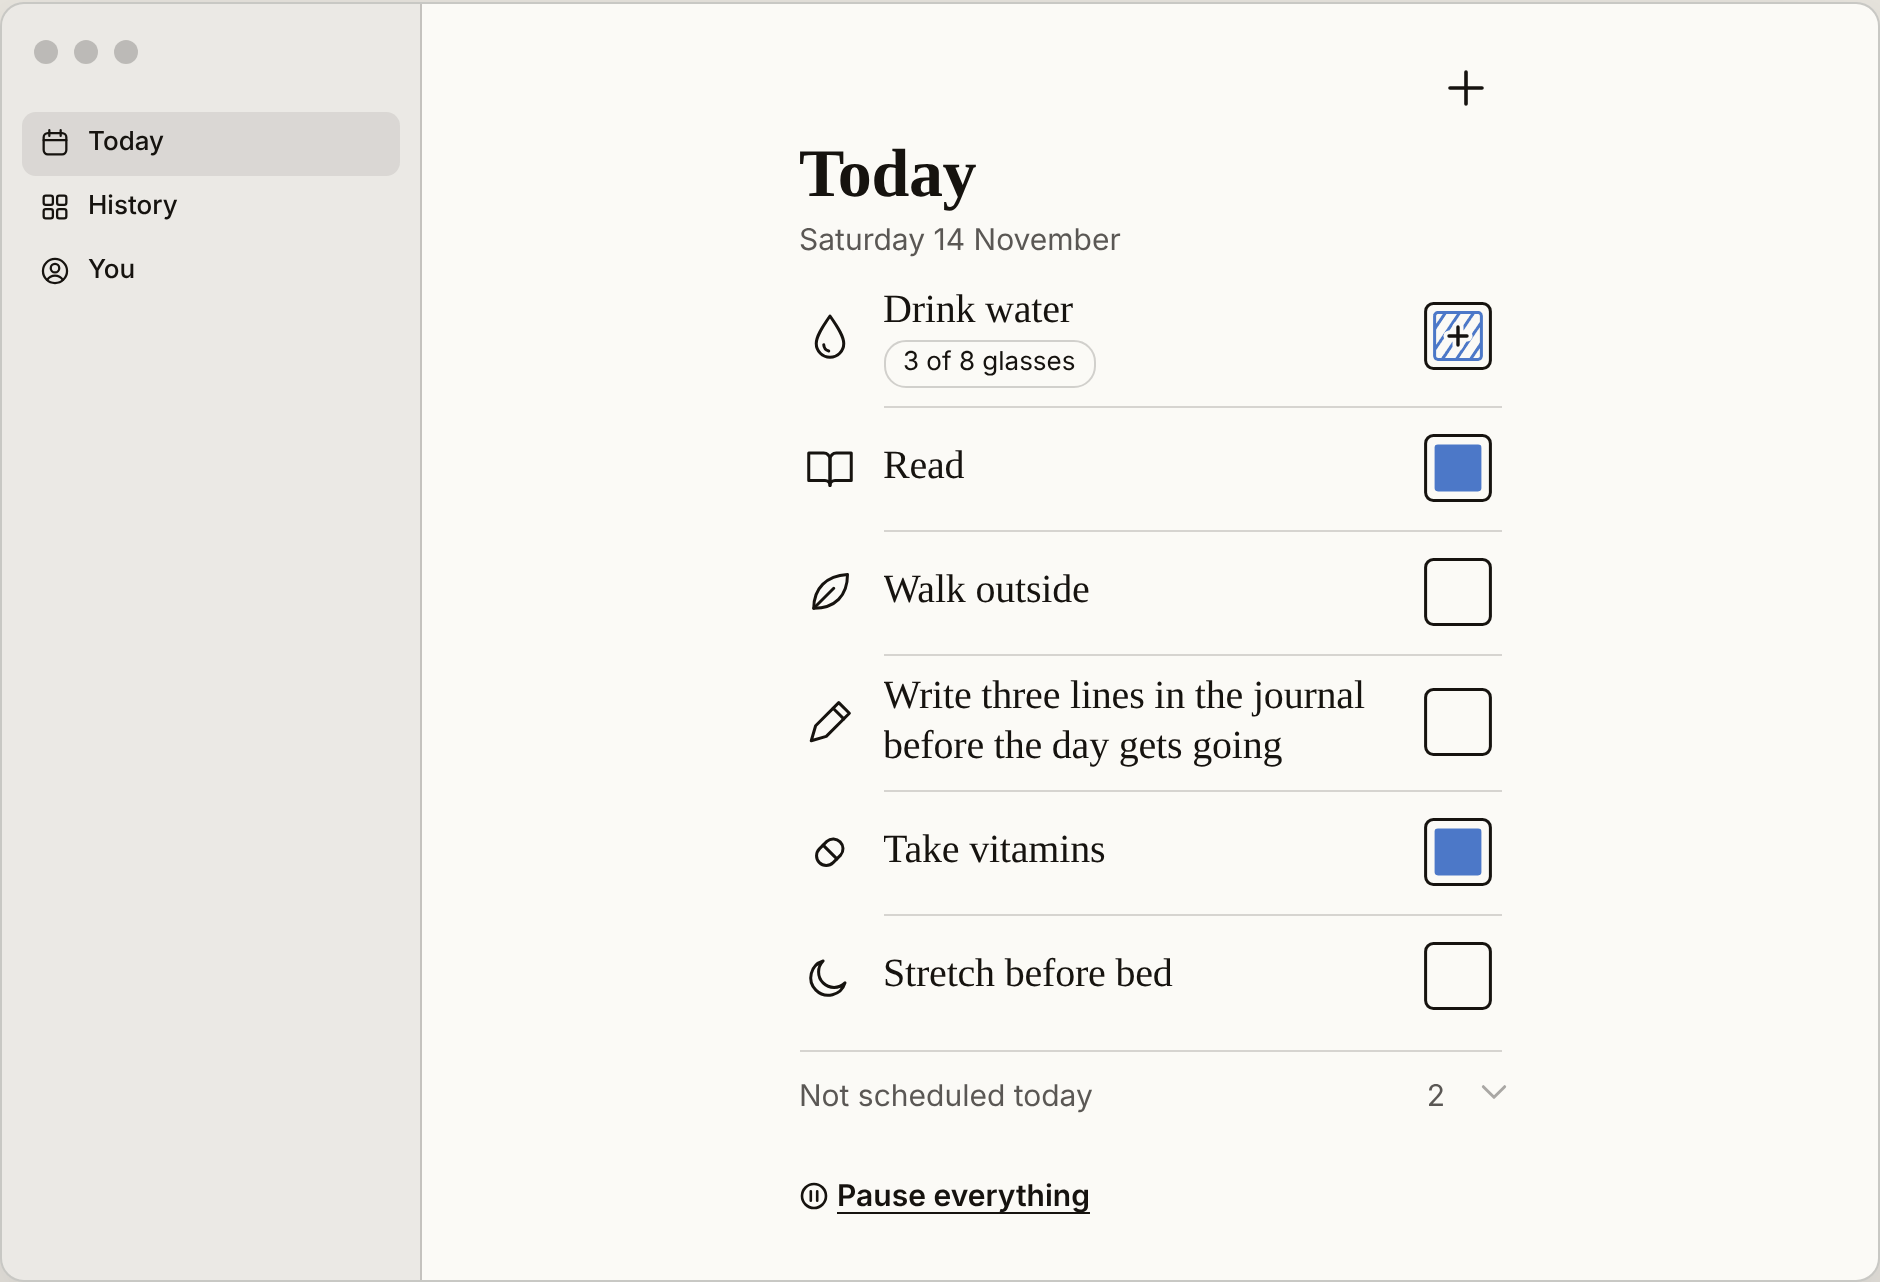 Today
History
You
Today
Saturday 14 November
Drink water
3 of 8 glasses
Read
Walk outside
Write three lines in the journal
before the day gets going
Take vitamins
Stretch before bed
Not scheduled today 2
Pause everything